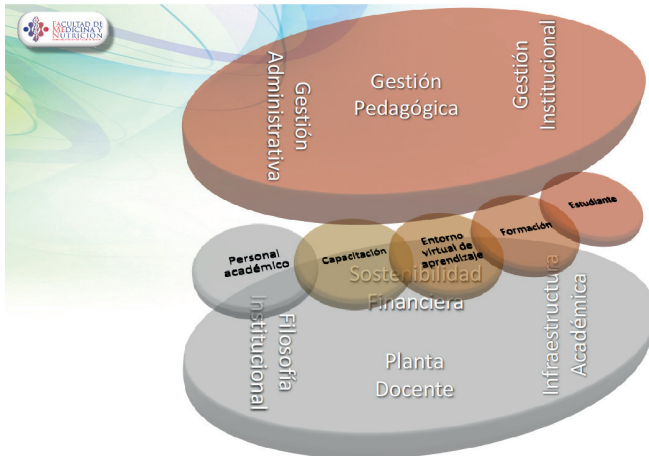 FACULTAD DE
MEDICINA Y
NUTRICIÓN
Gestión
Administrativa
Gestión
Pedagógica
Gestión
Institucional
Personal
académico
Capacitación
Entorno
virtual de
aprendizaje
Formación
Estudiante
Sostenibilidad
Financiera
Filosofía
Institucional
Planta
Docente
Infraestructura
Académica